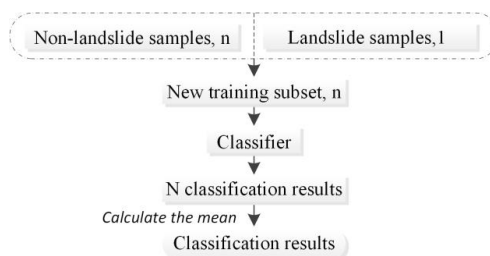 Non-landslide samples, n
Landslide samples, l
New training subset, n
Classifier
N classification results
Calculate the mean
Classification results